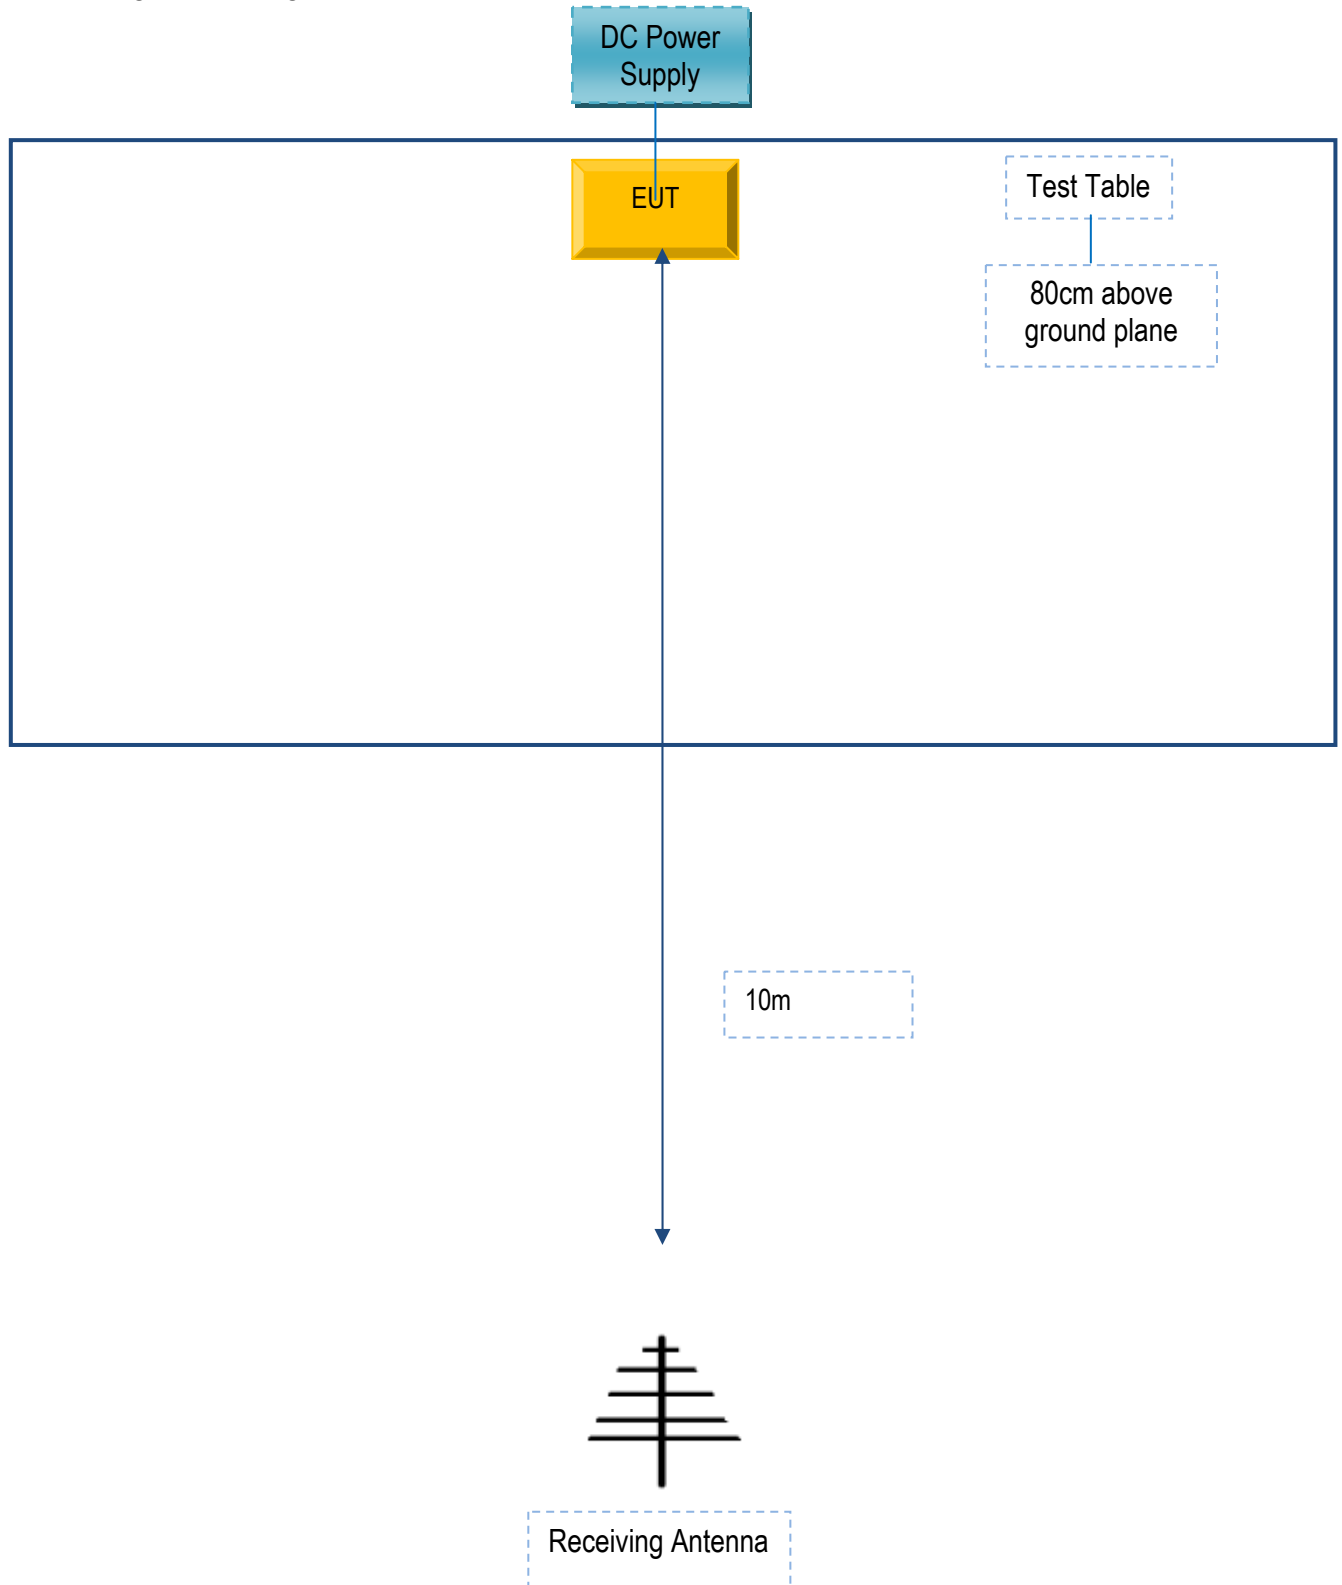 DC Power
Supply
EUT
Test Table
80cm above
ground plane
10m
Receiving Antenna